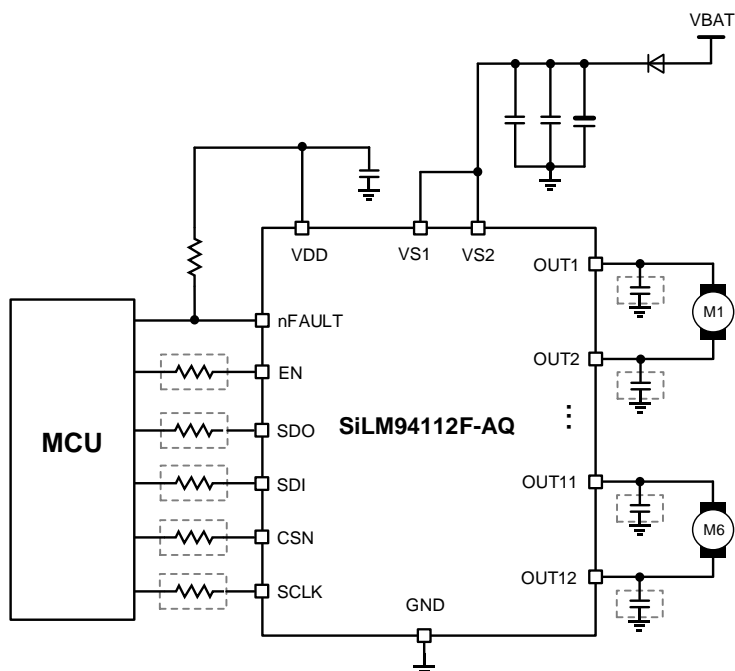 VBAT
VDD
VS1
VS2
OUT1
M1
nFAULT
OUT2
EN
MCU
SDO
SiLM94112F-AQ
⋮
SDI
OUT11
CSN
M6
OUT12
SCLK
GND